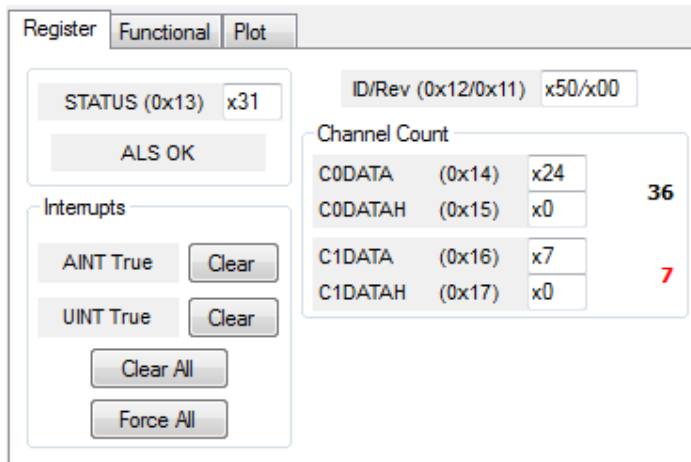 Register Functional Plot
STATUS (0x13) x31
ALS OK
ID/Rev (0x12/0x11) x50/x00
Channel Count
C0DATA (0x14) x24
C0DATAH (0x15) x0
36
C1DATA (0x16) x7
C1DATAH (0x17) x0
7
Interrupts
AINT True Clear
UINT True Clear
Clear All
Force All